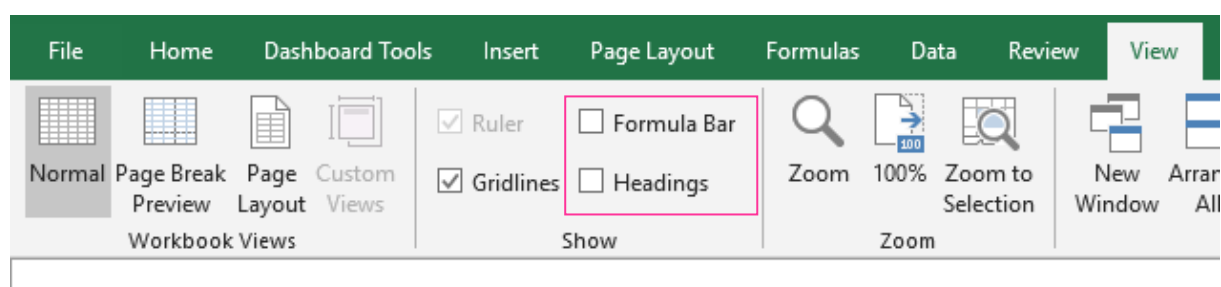 File Home Dashboard Tools Insert Page Layout Formulas Data Review View
Ruler Formula Bar
100
Normal Page Break Page Custom Gridlines Headings Zoom 100% Zoom to New
Preview Layout Views Selection Window All
Workbook Views Show Zoom